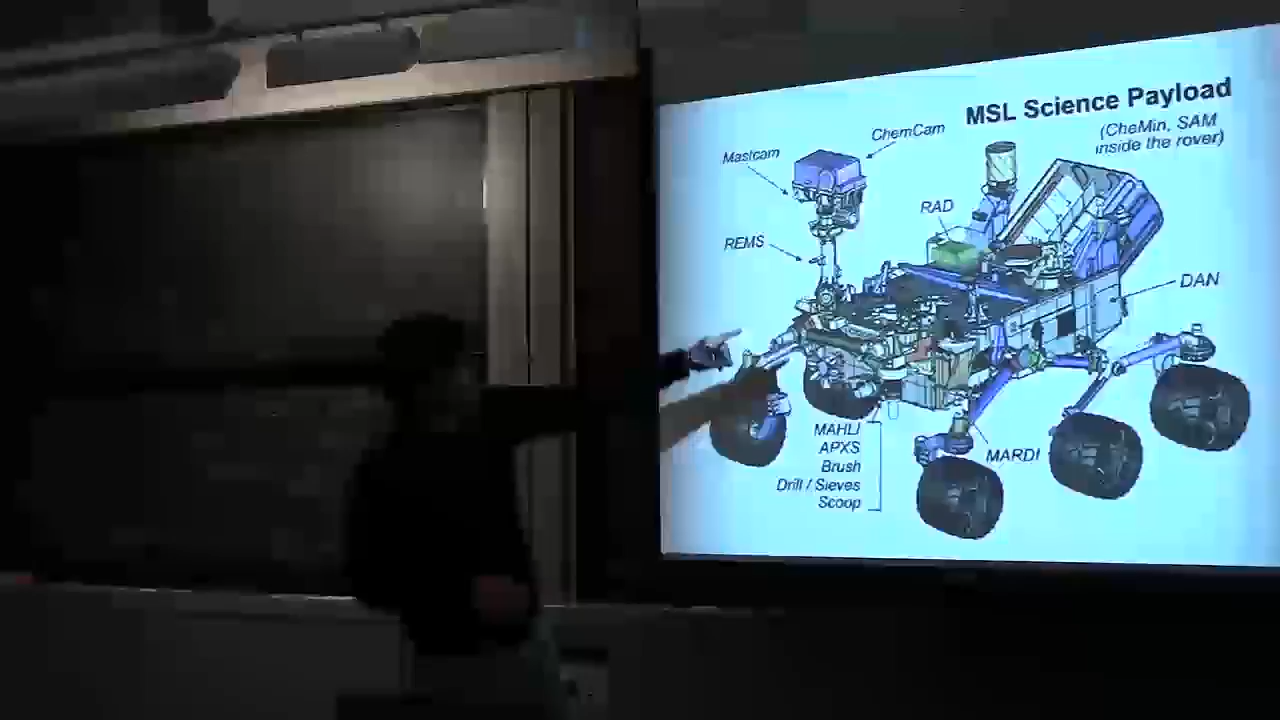 MSL Science Payload
(CheMin, SAM
inside the rover)
ChemCam
Mastcam
RAD
REMS
DAN
MAHLI
APXS
Brush
Drill / Sieves
Scoop
MARDI